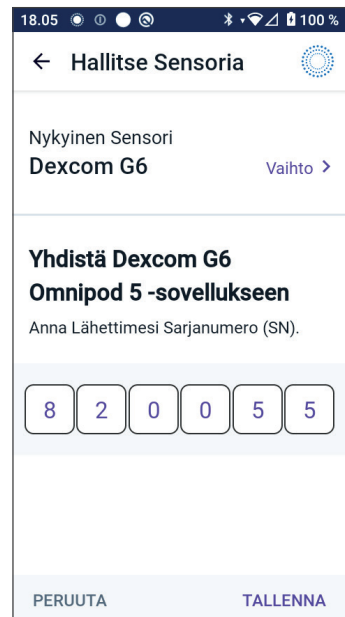 18.05 100 %
Hallitse Sensoria
Nykyinen Sensori
Dexcom G6 Vaihto
Yhdistä Dexcom G6
Omnipod 5 -sovellukseen
Anna Lähettimesi Sarjanumero (SN).
8 2 0 0 5 5
PERUUTA TALLENNA